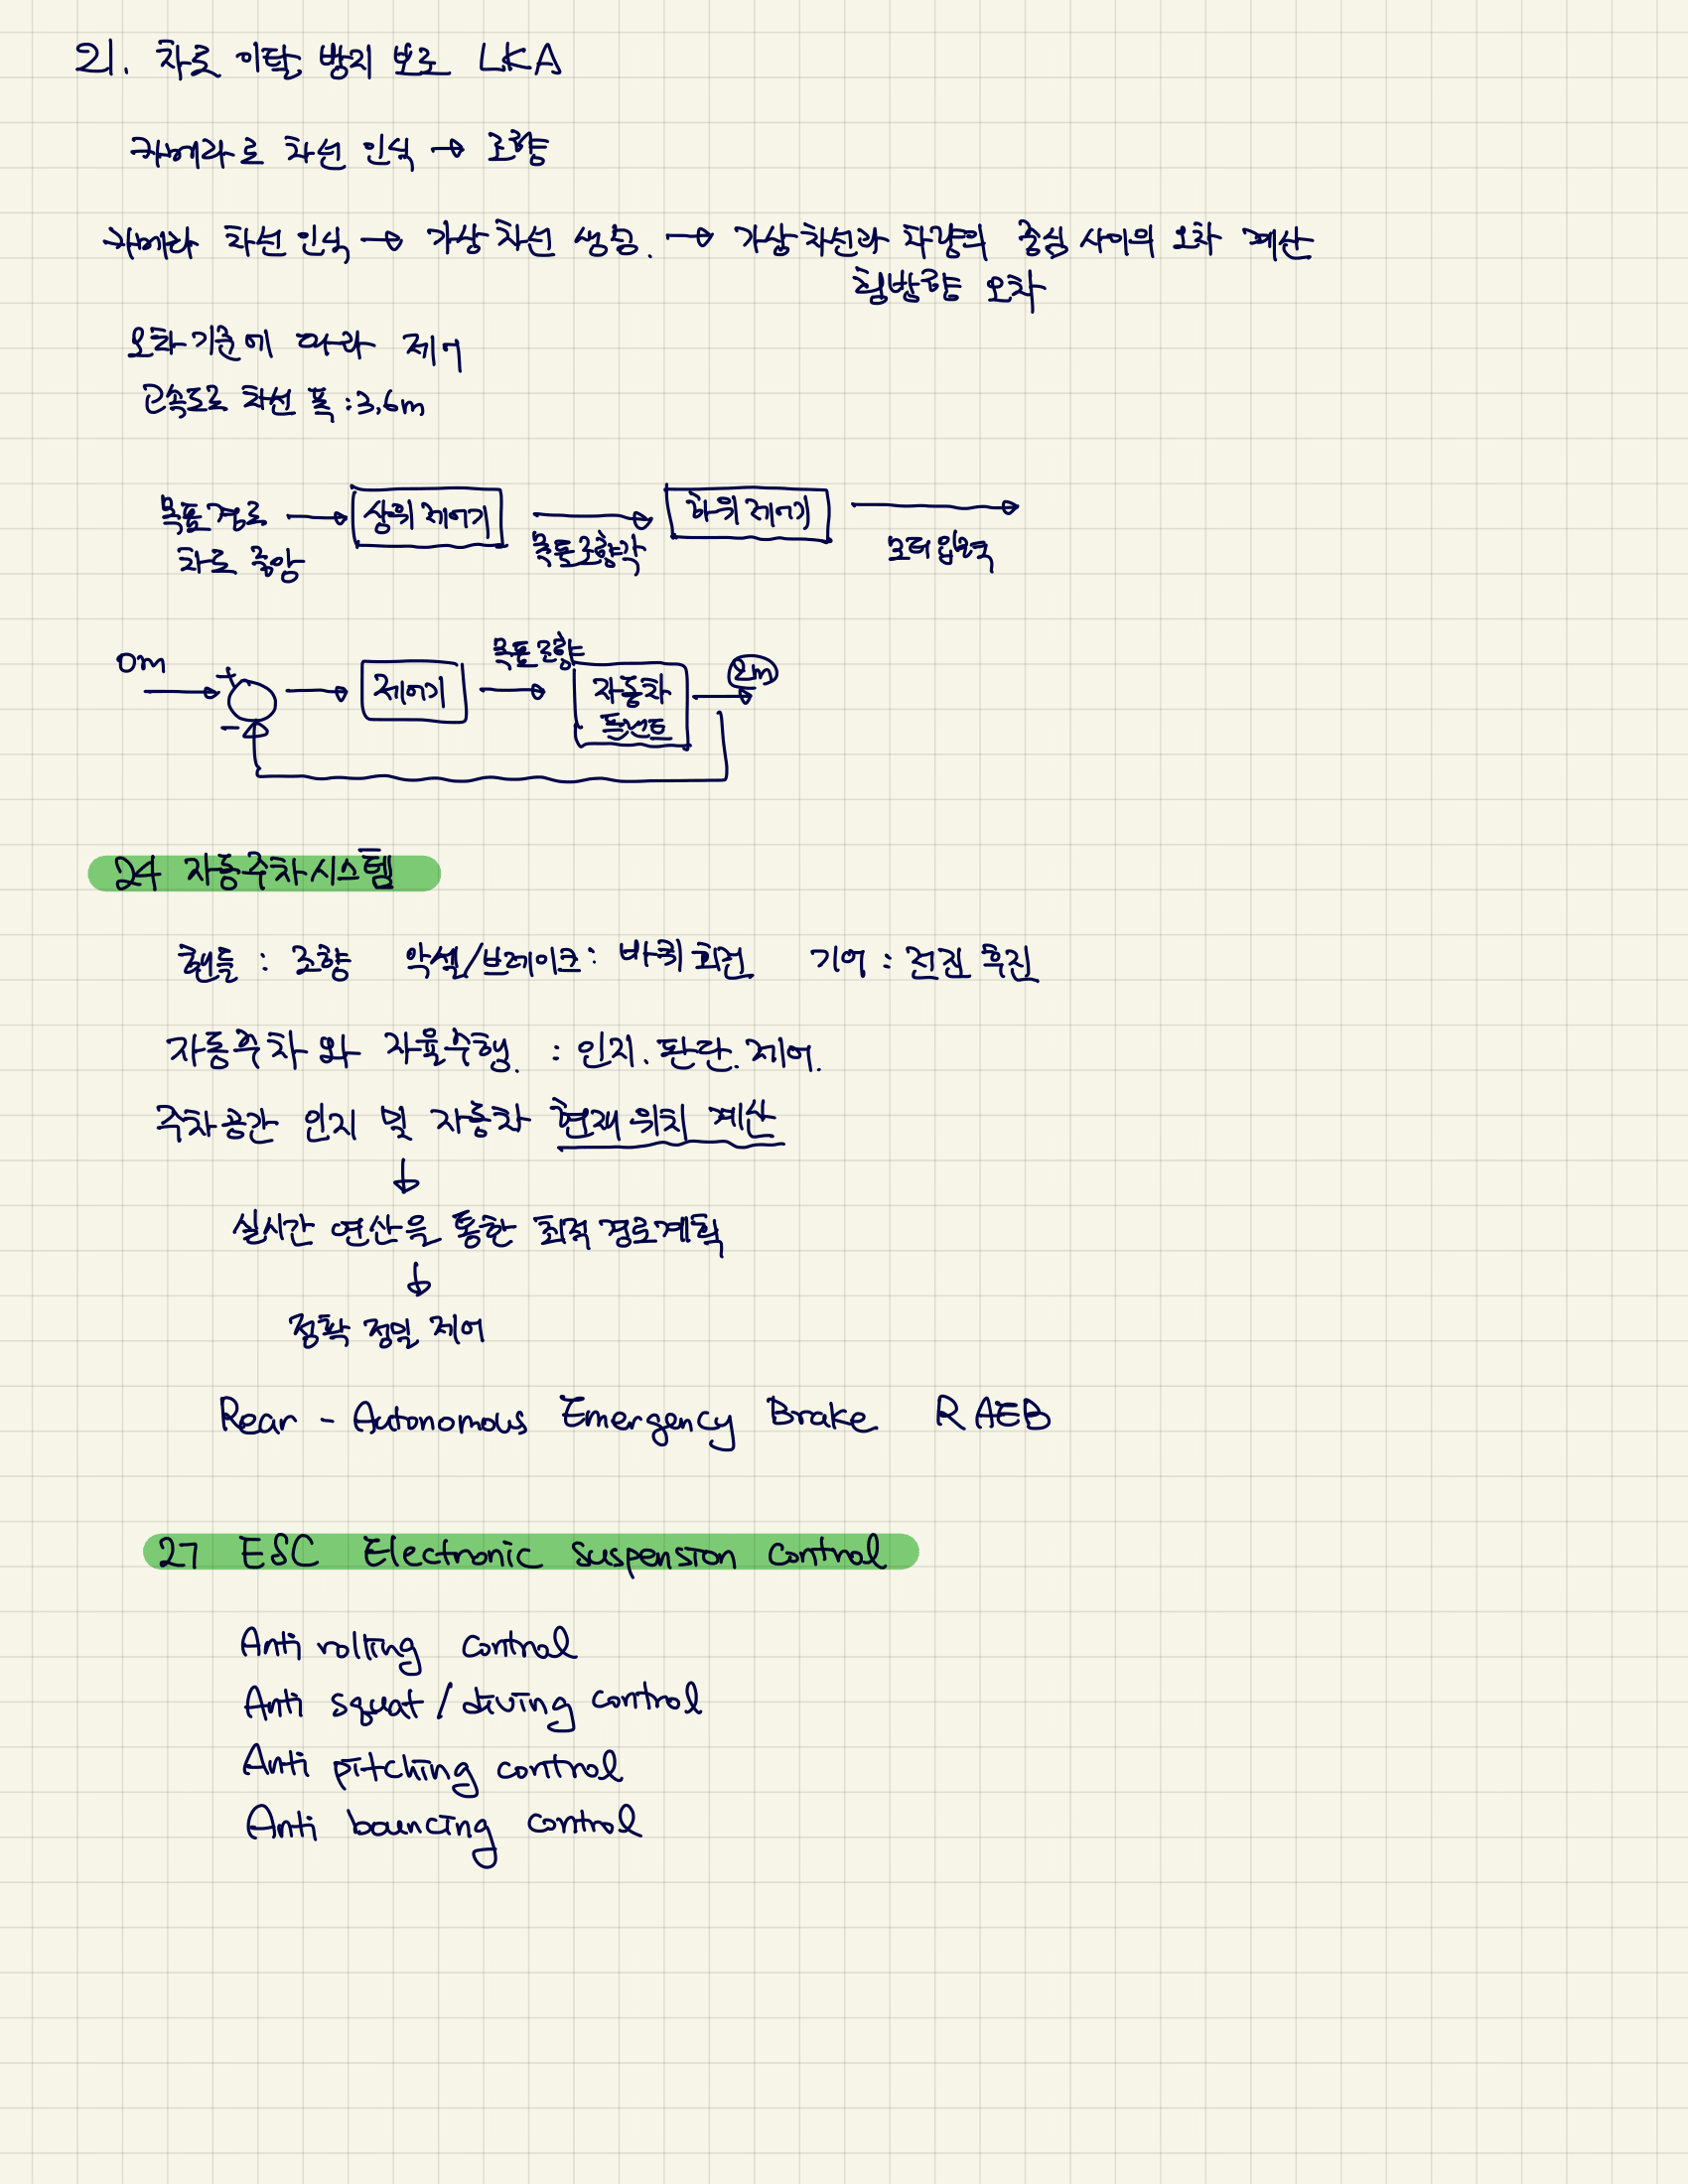 21. 차로 이탈 방지 보조 LKA
카메라로 차선 인식 → 조향
카메라 차선 인식 → 가상 차선 생성. → 가상 차선과 차량의 중심 사이의 오차 계산
횡방향 오차
오차 기준에 따라 제어
고속도로 차선 폭 : 3.6m
목표 경로 → 상위 제어기 → 하위 제어기 →
차로 중앙 목표 조향각 모터 입력
0m + 제어기 목표 조향 자동차 2m
- 플랜트
24 자동주차시스템
핸들 : 조향 악셀/브레이크 : 바퀴 회전 기어 : 전진 후진
자동주차 와 자율주행. : 인지. 판단. 제어.
주차공간 인지 및 자동차 현재 위치 계산
↓
실시간 연산을 통한 최적 경로계획
↓
정확 정밀 제어
Rear - Autonomous Emergency Brake RAEB
27 ESC Electronic suspension control
Anti rolling control
Anti squat / diving control
Anti pitching control
Anti bouncing control